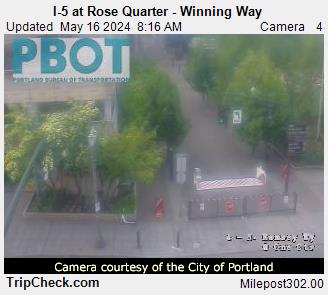 I-5 at Rose Quarter - Winning Way
Updated May 16 2024 8:16 AM Camera 4
PBOT
PORTLAND BUREAU OF TRANSPORTATION
Camera courtesy of the City of Portland
TripCheck.com Milepost302.00